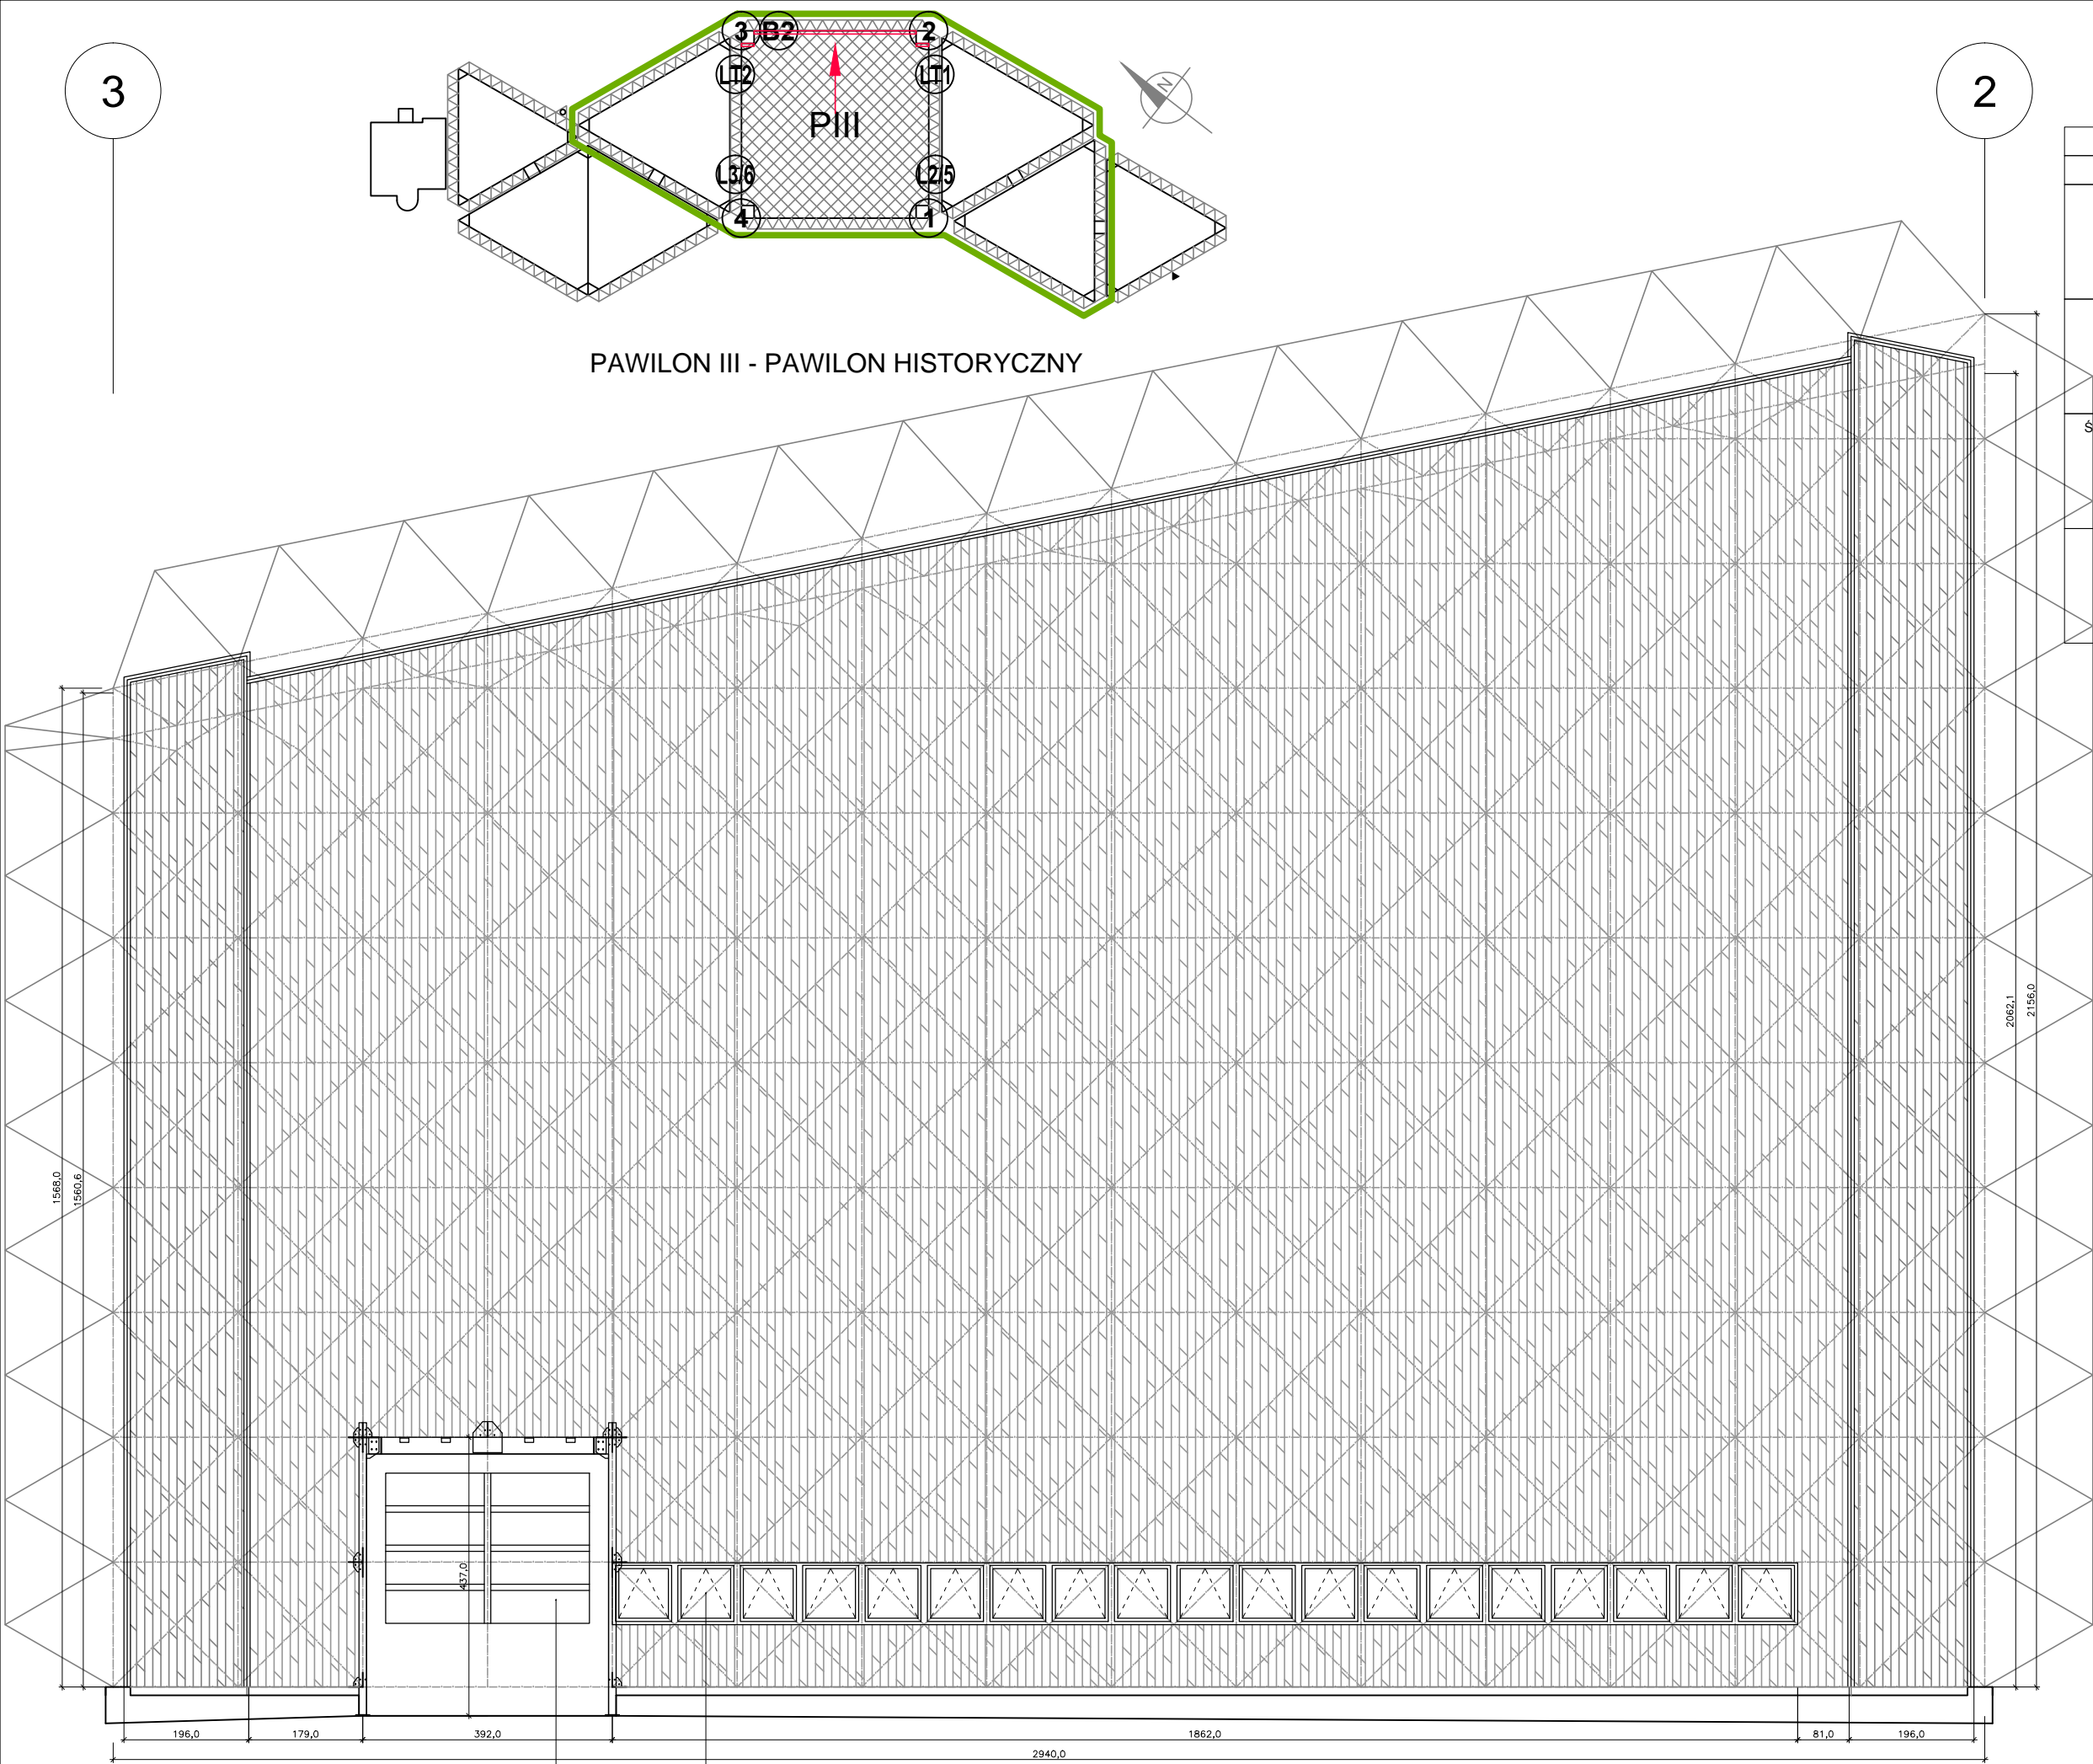 3
2
3
B2
2
LT2
LT1
N
PIII
L3/6
L2/5
4
1
PAWILON III - PAWILON HISTORYCZNY
Ś
2062,1
2156,0
1568,0
1560,6
437,0
196,0
179,0
392,0
1862,0
81,0
196,0
2940,0